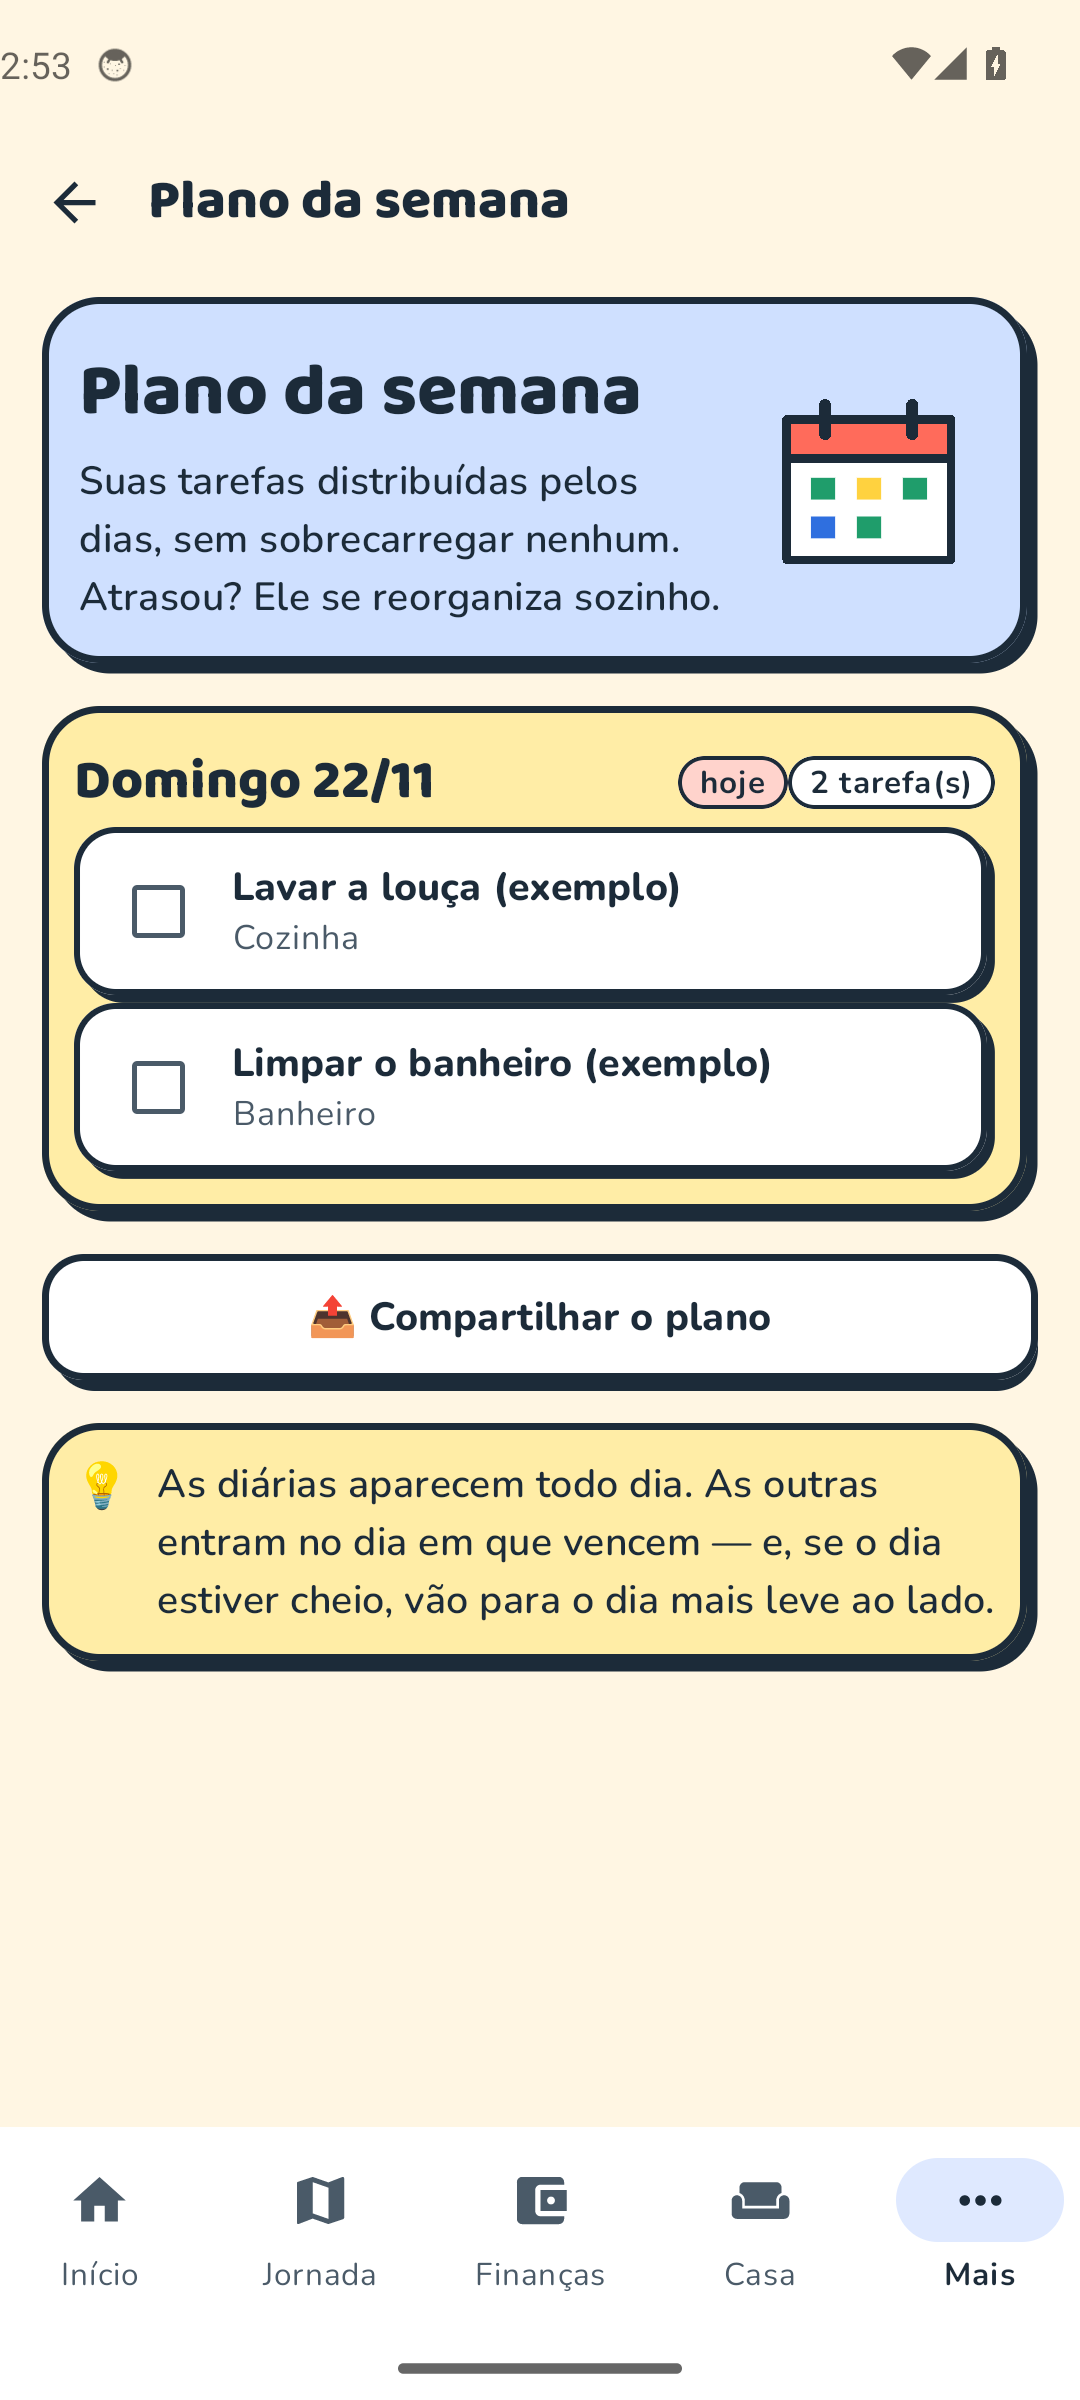 2:53
Plano da semana
Plano da semana
Suas tarefas distribuídas pelos
dias, sem sobrecarregar nenhum.
Atrasou? Ele se reorganiza sozinho.
Domingo 22/11
hoje
2 tarefa(s)
Lavar a louça (exemplo)
Cozinha
Limpar o banheiro (exemplo)
Banheiro
📤 Compartilhar o plano
💡 As diárias aparecem todo dia. As outras
entram no dia em que vencem — e, se o dia
estiver cheio, vão para o dia mais leve ao lado.
Início
Jornada
Finanças
Casa
Mais